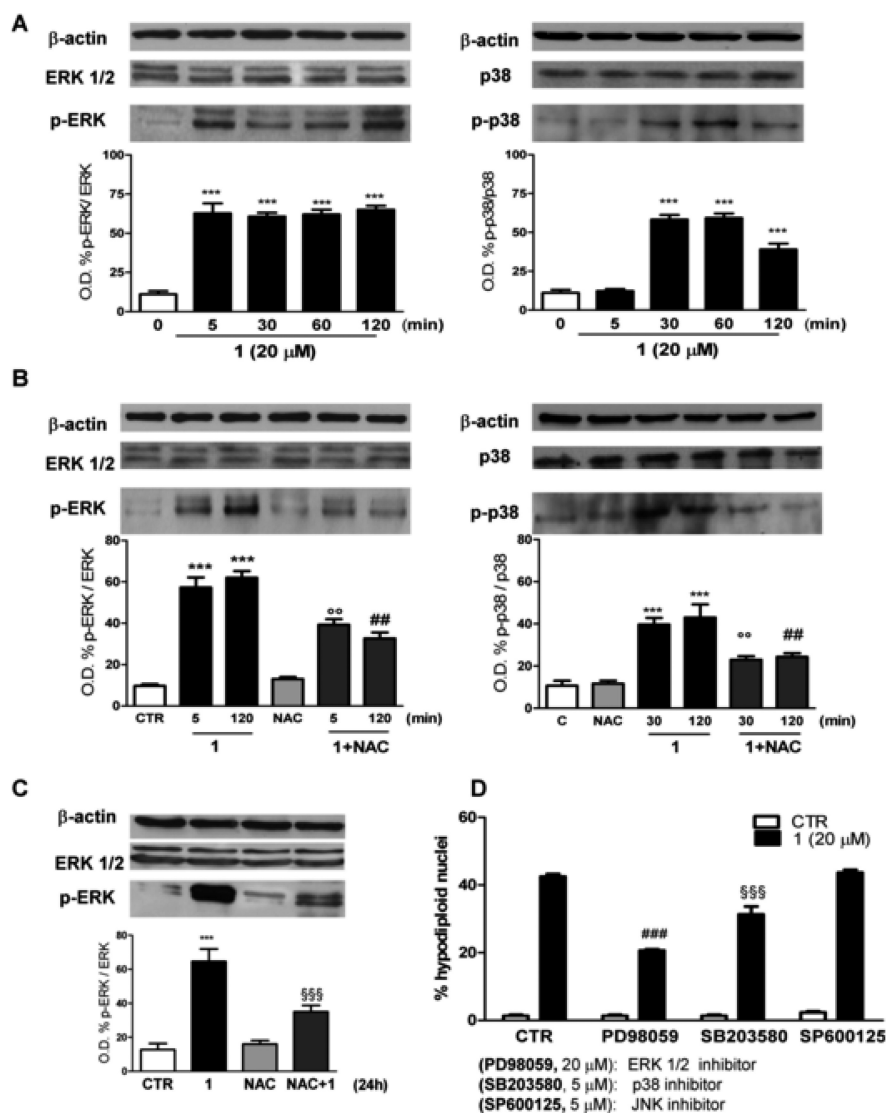 A
β-actin
ERK 1/2
p-ERK
100
75
50
25
0
O.D. % p-ERK/ ERK
*** *** *** ***
0 5 30 60 120 (min)
1 (20 µM)
β-actin
p38
p-p38
100
75
50
25
0
O.D. % p-p38/p38
*** *** ***
0 5 30 60 120 (min)
1 (20 µM)
B
β-actin
ERK 1/2
p-ERK
80
60
40
20
0
O.D. % p-ERK / ERK
*** *** °° ##
CTR 5 120 NAC 5 120 (min)
1 1+NAC
β-actin
p38
p-p38
80
60
40
20
0
O.D. % p-p38 / p38
*** *** °° ##
C NAC 30 120 30 120 (min)
1 1+NAC
C
β-actin
ERK 1/2
p-ERK
80
60
40
20
0
O.D. % p-ERK / ERK
*** §§§
CTR 1 NAC NAC+1 (24h)
D
60
40
20
0
% hypodiploid nuclei
CTR
1 (20 µM)
### §§§
CTR PD98059 SB203580 SP600125
(PD98059, 20 µM): ERK 1/2 inhibitor
(SB203580, 5 µM): p38 inhibitor
(SP600125, 5 µM): JNK inhibitor